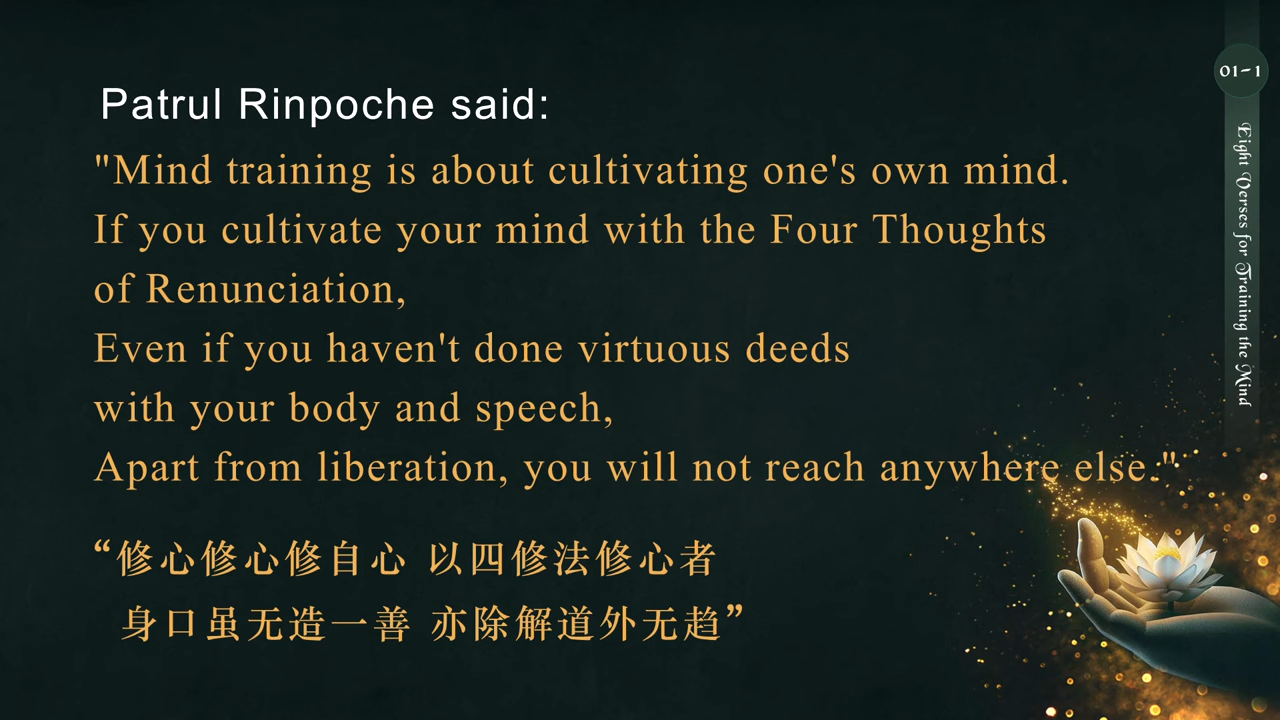 Patrul Rinpoche said:
"Mind training is about cultivating one's own mind.
If you cultivate your mind with the Four Thoughts
of Renunciation,
Even if you haven't done virtuous deeds
with your body and speech,
Apart from liberation, you will not reach anywhere else."
“修心修心修自心 以四修法修心者
身口虽无造一善 亦除解道外无趋”
01-1
Eight Verses for Training the Mind